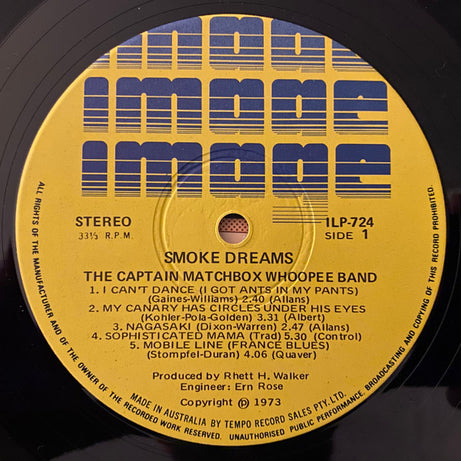 image
image
image
STEREO
33⅓ R.P.M.
ILP-724
SIDE 1
SMOKE DREAMS
THE CAPTAIN MATCHBOX WHOOPEE BAND
1. I CAN'T DANCE (I GOT ANTS IN MY PANTS)
(Gaines-Williams) 2.40 (Allans)
2. MY CANARY HAS CIRCLES UNDER HIS EYES
(Kohler-Pola-Golden) 3.31 (Albert)
3. NAGASAKI (Dixon-Warren) 2.47 (Allans)
4. SOPHISTICATED MAMA (Trad) 5.30 (Control)
5. MOBILE LINE (FRANCE BLUES)
(Stompfel-Duran) 4.06 (Quaver)
Produced by Rhett H. Walker
Engineer: Ern Rose
Copyright ℗ 1973
MADE IN AUSTRALIA BY TEMPO RECORD SALES PTY. LTD.
ALL RIGHTS OF THE MANUFACTURER AND OF THE OWNER OF THE RECORDED WORK RESERVED. UNAUTHORISED PUBLIC PERFORMANCE, BROADCASTING AND COPYING OF THIS RECORD PROHIBITED.